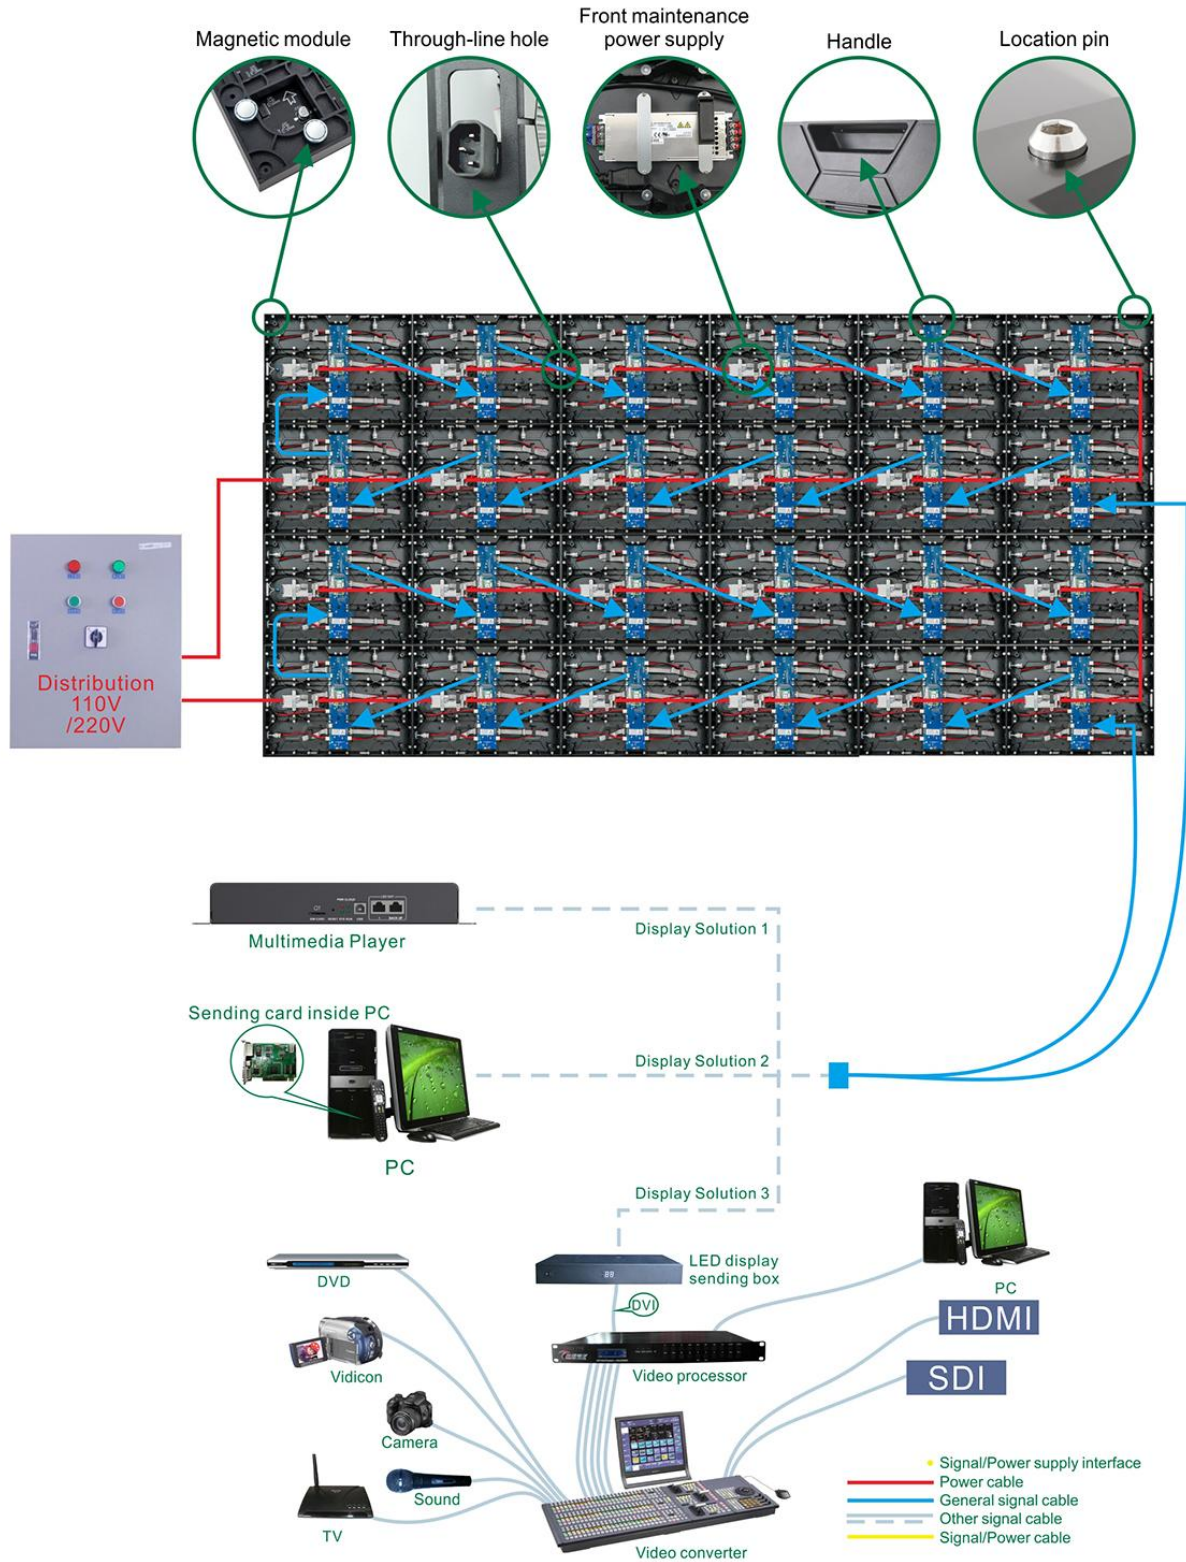 Front maintenance
Magnetic module
Through-line hole
power supply
Handle
Location pin
Distribution
110V
/220V
Multimedia Player
Display Solution 1
Sending card inside PC
Display Solution 2
PC
Display Solution 3
LED display
sending box
DVD
DVI
PC
HDMI
Vidicon
Video processor
SDI
Camera
Sound
TV
Video converter
Signal/Power supply interface
Power cable
General signal cable
Other signal cable
Signal/Power cable